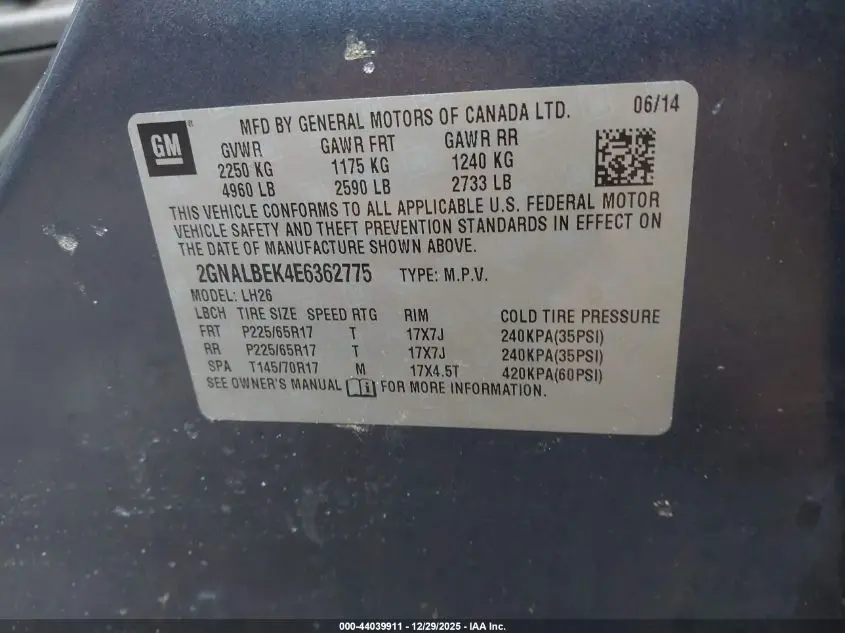 GM ®
MFD BY GENERAL MOTORS OF CANADA LTD. 06/14
GVWR GAWR FRT GAWR RR
2250 KG 1175 KG 1240 KG
4960 LB 2590 LB 2733 LB
THIS VEHICLE CONFORMS TO ALL APPLICABLE U.S. FEDERAL MOTOR
VEHICLE SAFETY AND THEFT PREVENTION STANDARDS IN EFFECT ON
THE DATE OF MANUFACTURE SHOWN ABOVE.
2GNALBEK4E6362775 TYPE: M.P.V.
MODEL: LH26
LBCH TIRE SIZE SPEED RTG RIM COLD TIRE PRESSURE
FRT P225/65R17 T 17X7J 240KPA(35PSI)
RR P225/65R17 T 17X7J 240KPA(35PSI)
SPA T145/70R17 M 17X4.5T 420KPA(60PSI)
SEE OWNER'S MANUAL i FOR MORE INFORMATION.
000-44039911 - 12/29/2025 - IAA Inc.